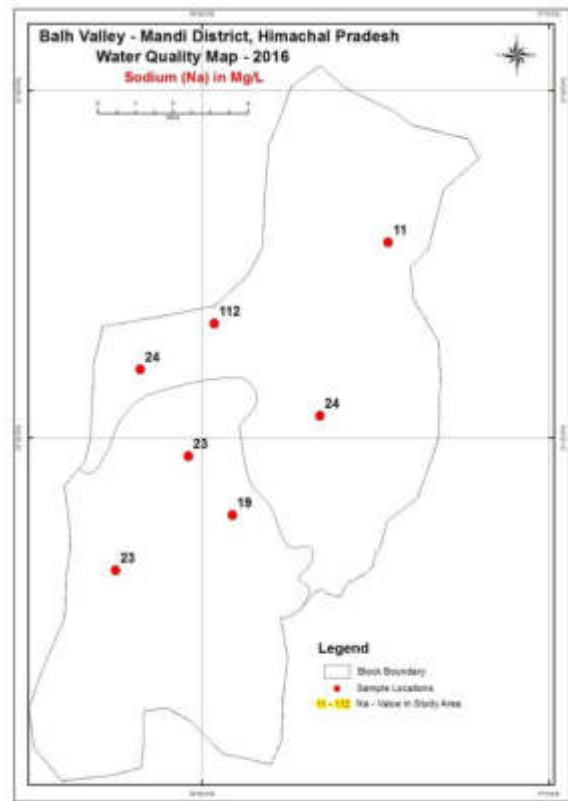 Balh Valley - Mandi District, Himachal Pradesh
Water Quality Map - 2016
Sodium (Na) in Mg/L
11
112
24
24
23
19
23
Legend
Block Boundary
Sample Locations
11 - 112 Na - Value in Study Area